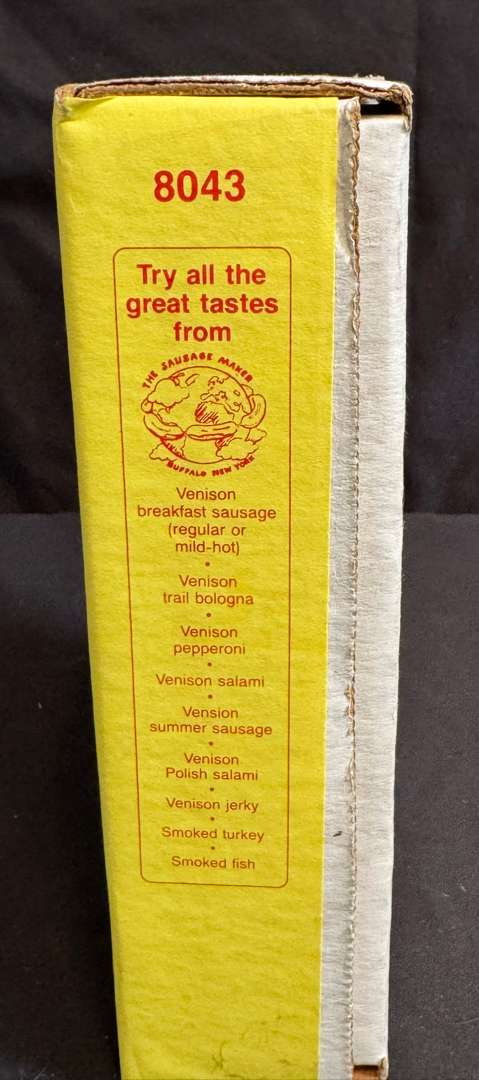 8043
Try all the
great tastes
from
THE SAUSAGE MAKER
BUFFALO NEW YORK
Venison
breakfast sausage
(regular or
mild-hot)
•
Venison
trail bologna
•
Venison
pepperoni
•
Venison salami
•
Vension
summer sausage
•
Venison
Polish salami
•
Venison jerky
•
Smoked turkey
•
Smoked fish